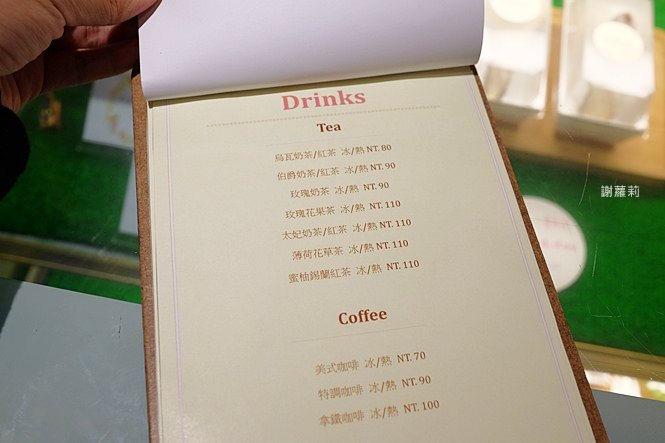 Drinks
Tea
烏瓦奶茶/紅茶 冰/熱 NT. 80
伯爵奶茶/紅茶 冰/熱 NT. 90
玫瑰奶茶 冰/熱 NT. 90
玫瑰花果茶 冰/熱 NT. 110
太妃奶茶/紅茶 冰/熱 NT. 110
薄荷花草茶 冰/熱 NT. 110
蜜柚錫蘭紅茶 冰/熱 NT. 110
Coffee
美式咖啡 冰/熱 NT. 70
特調咖啡 冰/熱 NT. 90
拿鐵咖啡 冰/熱 NT. 100
謝蘿莉